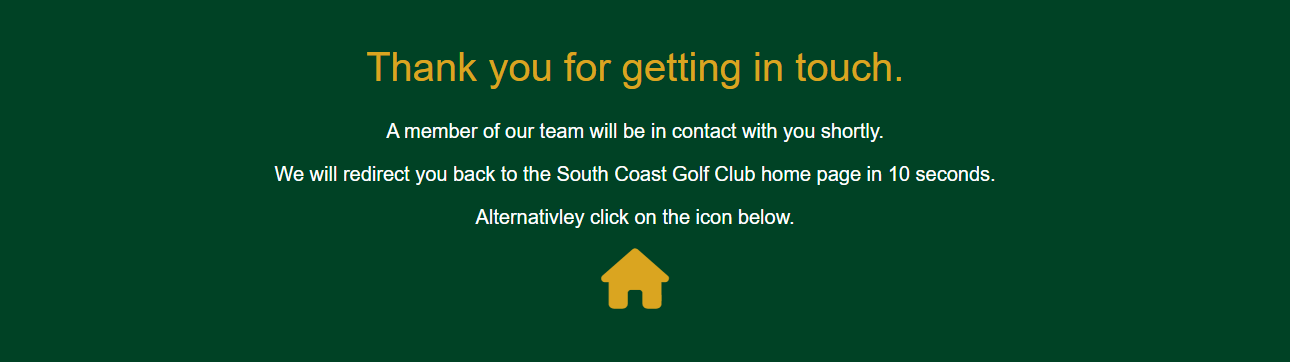 Thank you for getting in touch.
A member of our team will be in contact with you shortly.
We will redirect you back to the South Coast Golf Club home page in 10 seconds.
Alternativley click on the icon below.